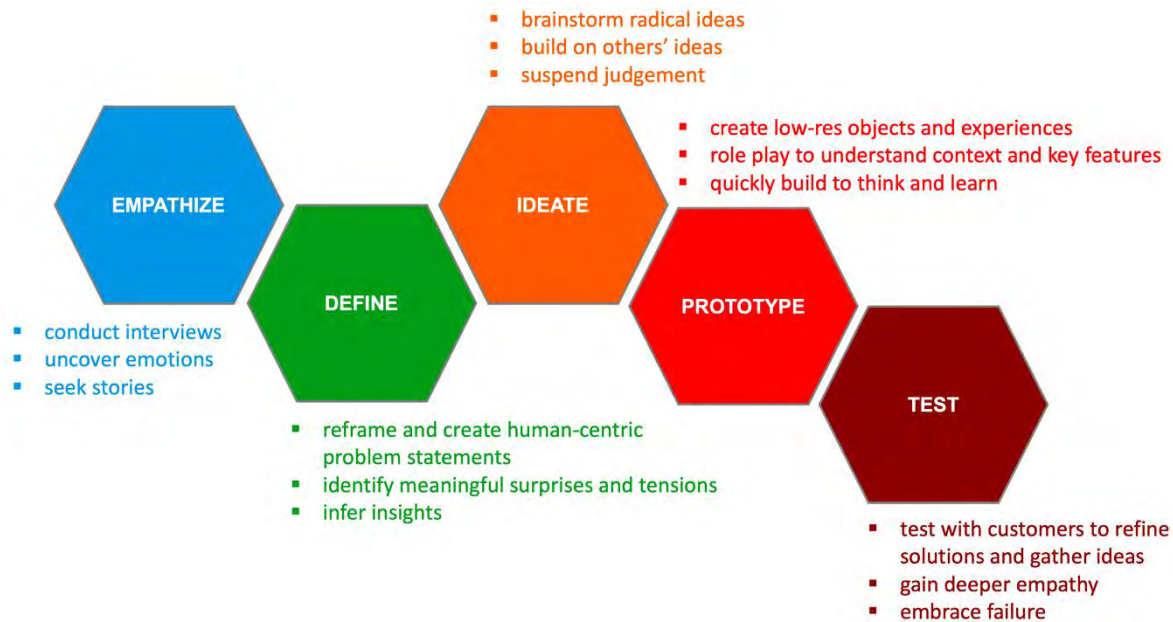 ▪ brainstorm radical ideas
▪ build on others’ ideas
▪ suspend judgement
▪ create low-res objects and experiences
▪ role play to understand context and key features
▪ quickly build to think and learn
EMPATHIZE
IDEATE
DEFINE
PROTOTYPE
▪ conduct interviews
▪ uncover emotions
▪ seek stories
TEST
▪ reframe and create human-centric
problem statements
▪ identify meaningful surprises and tensions
▪ infer insights
▪ test with customers to refine
solutions and gather ideas
▪ gain deeper empathy
▪ embrace failure